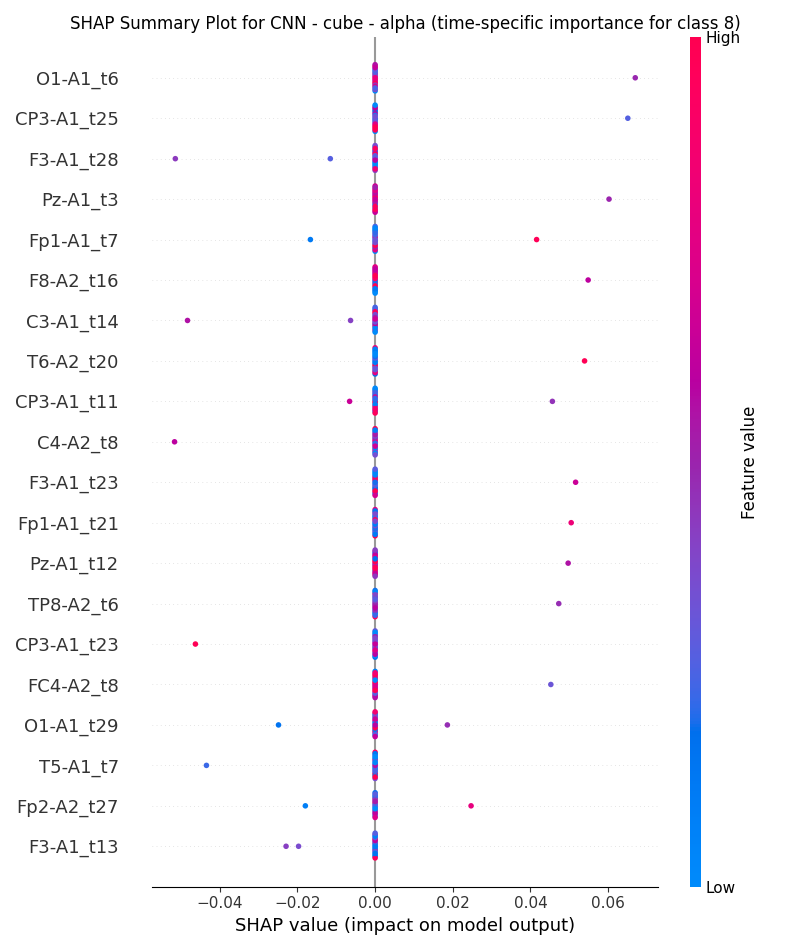 SHAP Summary Plot for CNN - cube - alpha (time-specific importance for class 8)
High
O1-A1_t6
CP3-A1_t25
F3-A1_t28
Pz-A1_t3
Fp1-A1_t7
F8-A2_t16
C3-A1_t14
T6-A2_t20
CP3-A1_t11
C4-A2_t8
F3-A1_t23
Fp1-A1_t21
Pz-A1_t12
TP8-A2_t6
CP3-A1_t23
FC4-A2_t8
O1-A1_t29
T5-A1_t7
Fp2-A2_t27
F3-A1_t13
Feature value
Low
−0.04 −0.02 0.00 0.02 0.04 0.06
SHAP value (impact on model output)